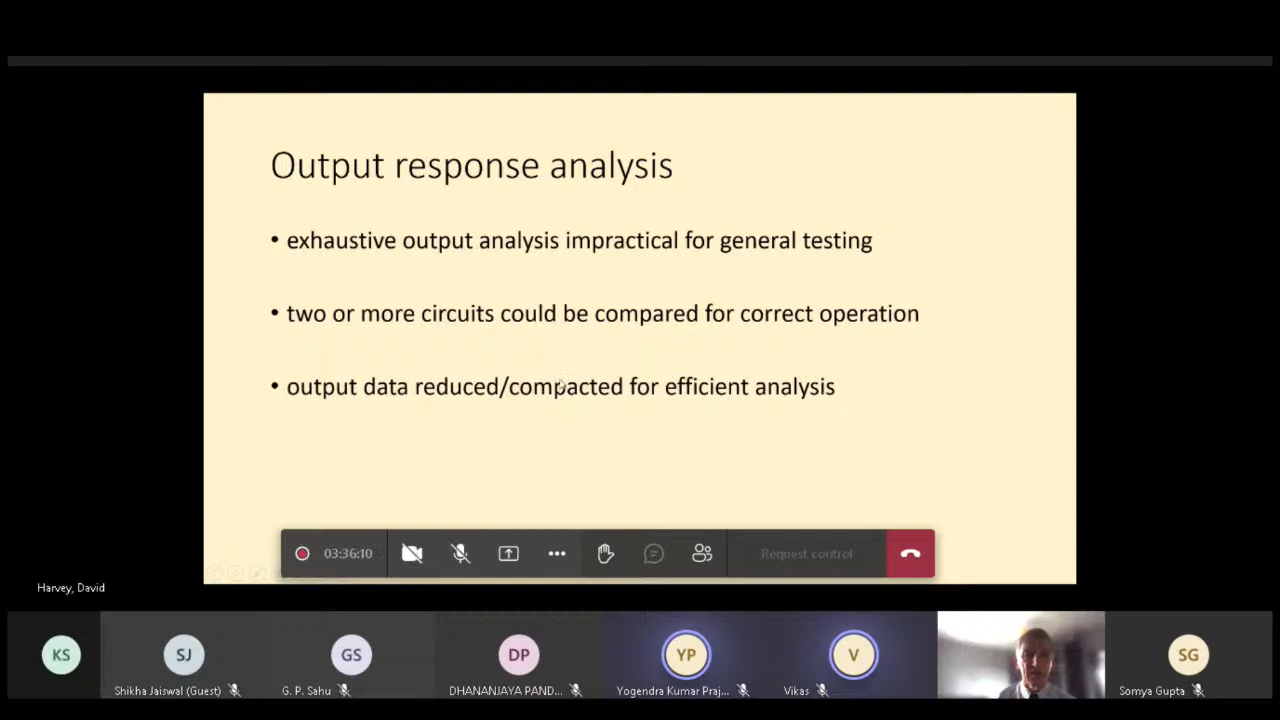 Output response analysis
• exhaustive output analysis impractical for general testing
• two or more circuits could be compared for correct operation
• output data reduced/compacted for efficient analysis
03:36:10
Request control
Harvey, David
KS
SJ
GS
DP
YP
V
SG
Shikha Jaiswal (Guest)
G. P. Sahu
DHANANJAYA PAND...
Yogendra Kumar Praj...
Vikas
Somya Gupta